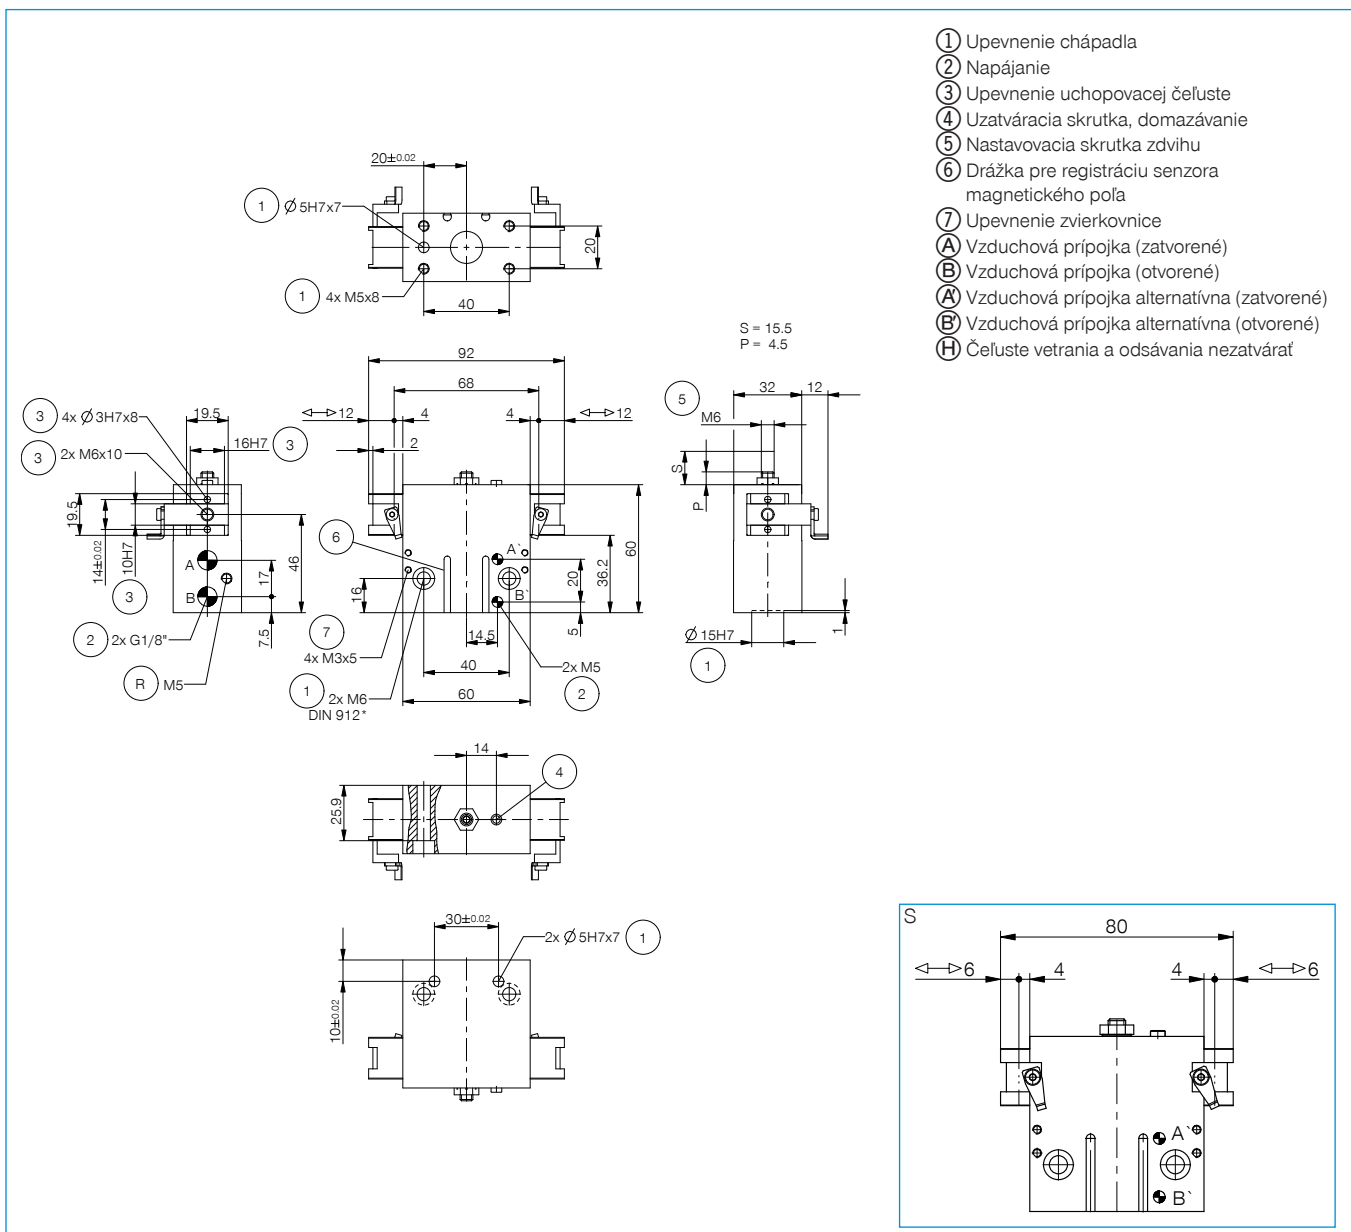 1 Upevnenie chápadla
2 Napájanie
3 Upevnenie uchopovacej čeľuste
4 Uzatváracia skrutka, domazávanie
5 Nastavovacia skrutka zdvihu
6 Drážka pre registráciu senzora
magnetického poľa
7 Upevnenie zvierkovnice
A Vzduchová prípojka (zatvorené)
B Vzduchová prípojka (otvorené)
A' Vzduchová prípojka alternatívna (zatvorené)
B' Vzduchová prípojka alternatívna (otvorené)
H Čeľuste vetrania a odsávania nezatvárať
20±0.02
1 Ø 5H7x7
20
1 4x M5x8
40
S = 15.5
P = 4.5
92
68
12 4 4 12
2
3 4x Ø 3H7x8
19.5
16H7 3
3 2x M6x10
19.5
14±0.02
10H7
3
A
B
46
17
7.5
2 2x G1/8"
R M5
6
A`
B`
16
20
36.2
60
5
7
4x M3x5
14.5
40
1 2x M6
DIN 912*
60
2x M5
2
32 12
5
M6
S
P
Ø 15H7
1
1
14
4
25.9
30±0.02
2x Ø 5H7x7 1
10±0.02
S
80
6 4 4 6
A`
B`